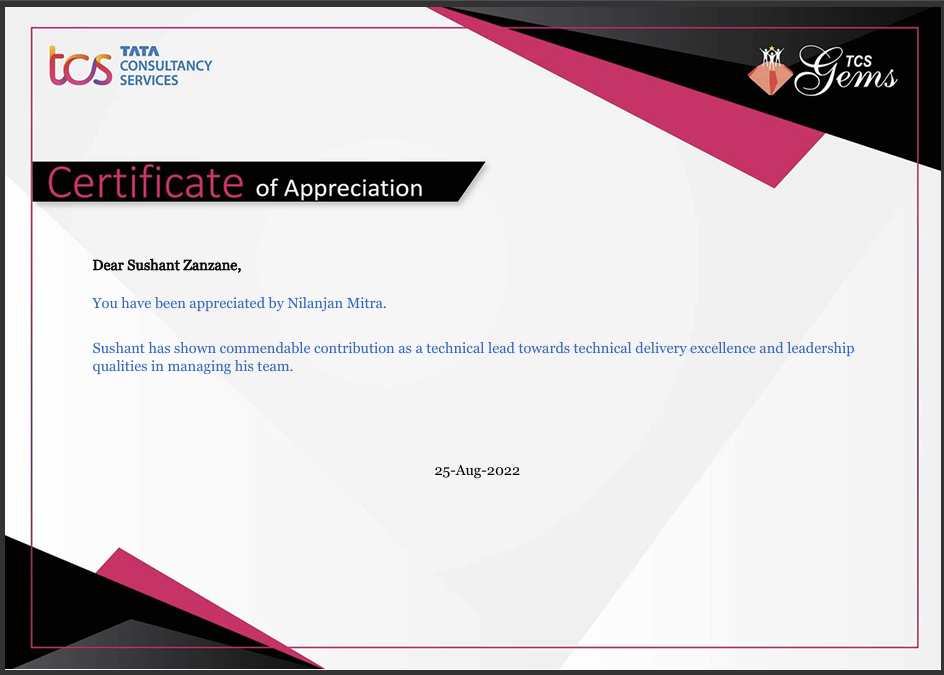 tcs TATA
CONSULTANCY
SERVICES
TCS
Gems
Certificate of Appreciation
Dear Sushant Zanzane,
You have been appreciated by Nilanjan Mitra.
Sushant has shown commendable contribution as a technical lead towards technical delivery excellence and leadership
qualities in managing his team.
25-Aug-2022